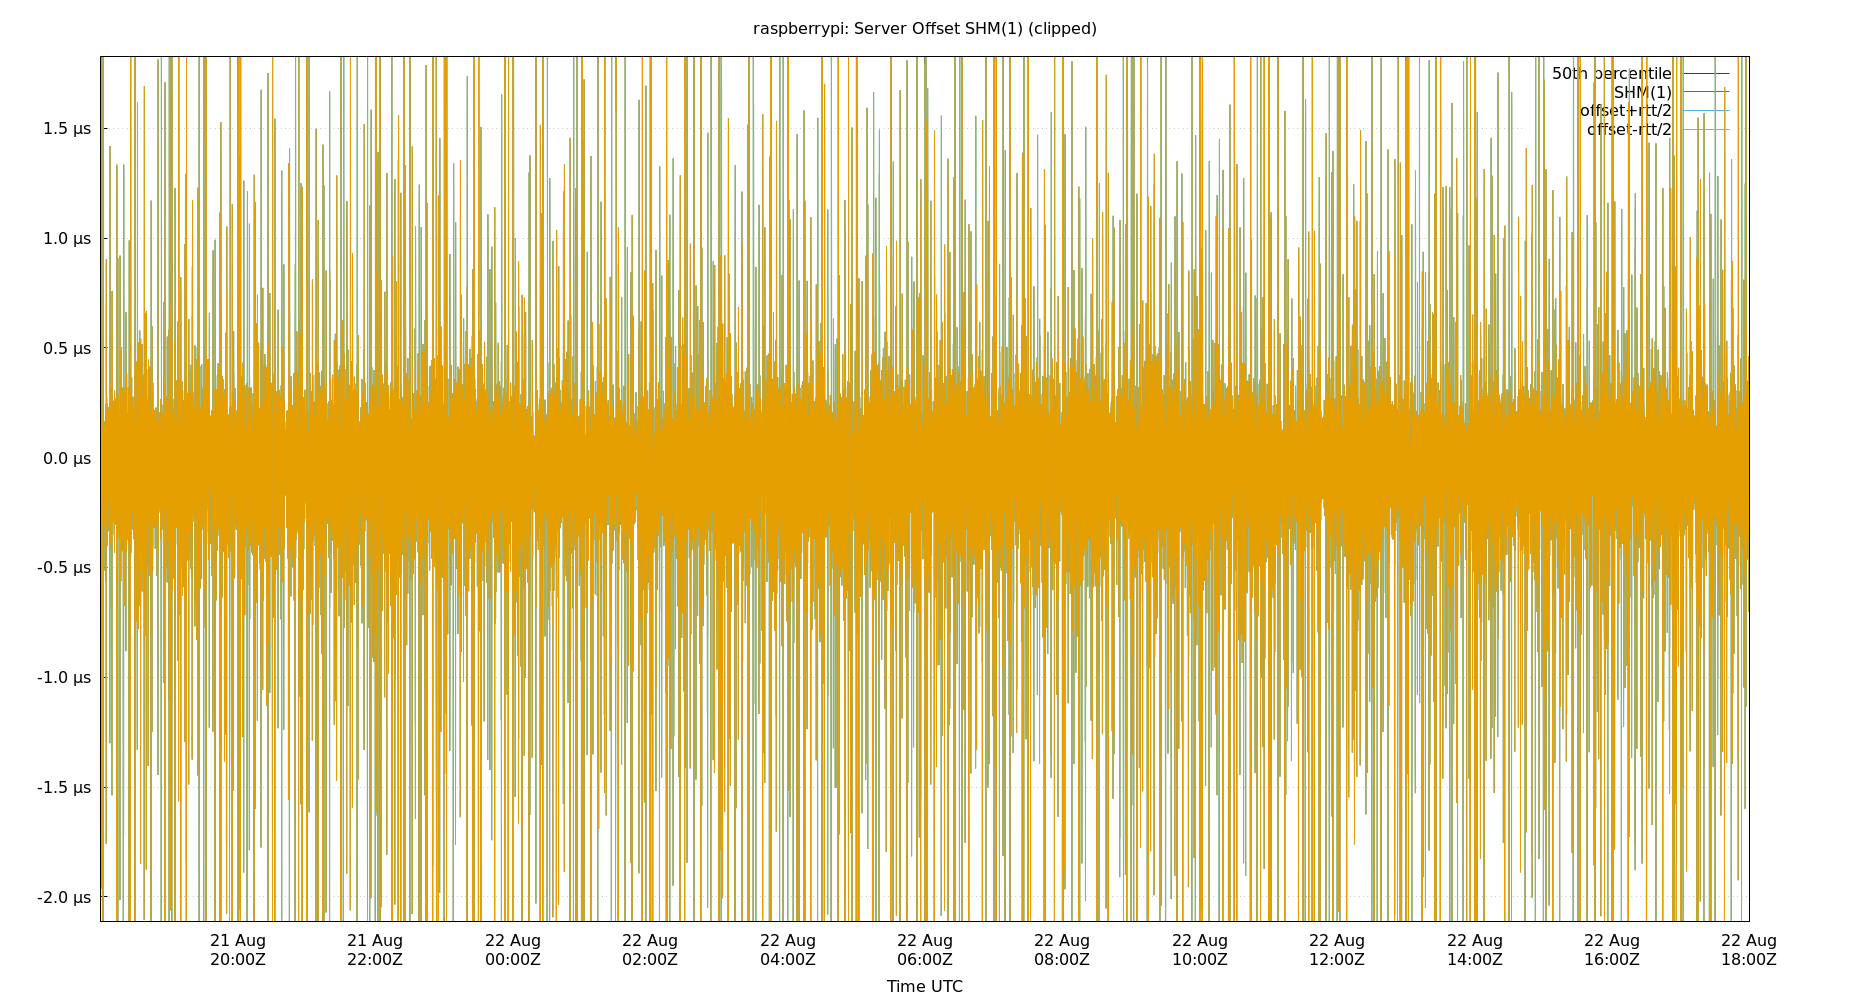 raspberrypi: Server Offset SHM(1) (clipped)
50th percentile
SHM(1)
offset+rtt/2
offset-rtt/2
1.5 µs
1.0 µs
0.5 µs
0.0 µs
-0.5 µs
-1.0 µs
-1.5 µs
-2.0 µs
21 Aug 21 Aug 22 Aug 22 Aug 22 Aug 22 Aug 22 Aug 22 Aug 22 Aug 22 Aug 22 Aug 22 Aug
20:00Z 22:00Z 00:00Z 02:00Z 04:00Z 06:00Z 08:00Z 10:00Z 12:00Z 14:00Z 16:00Z 18:00Z
Time UTC